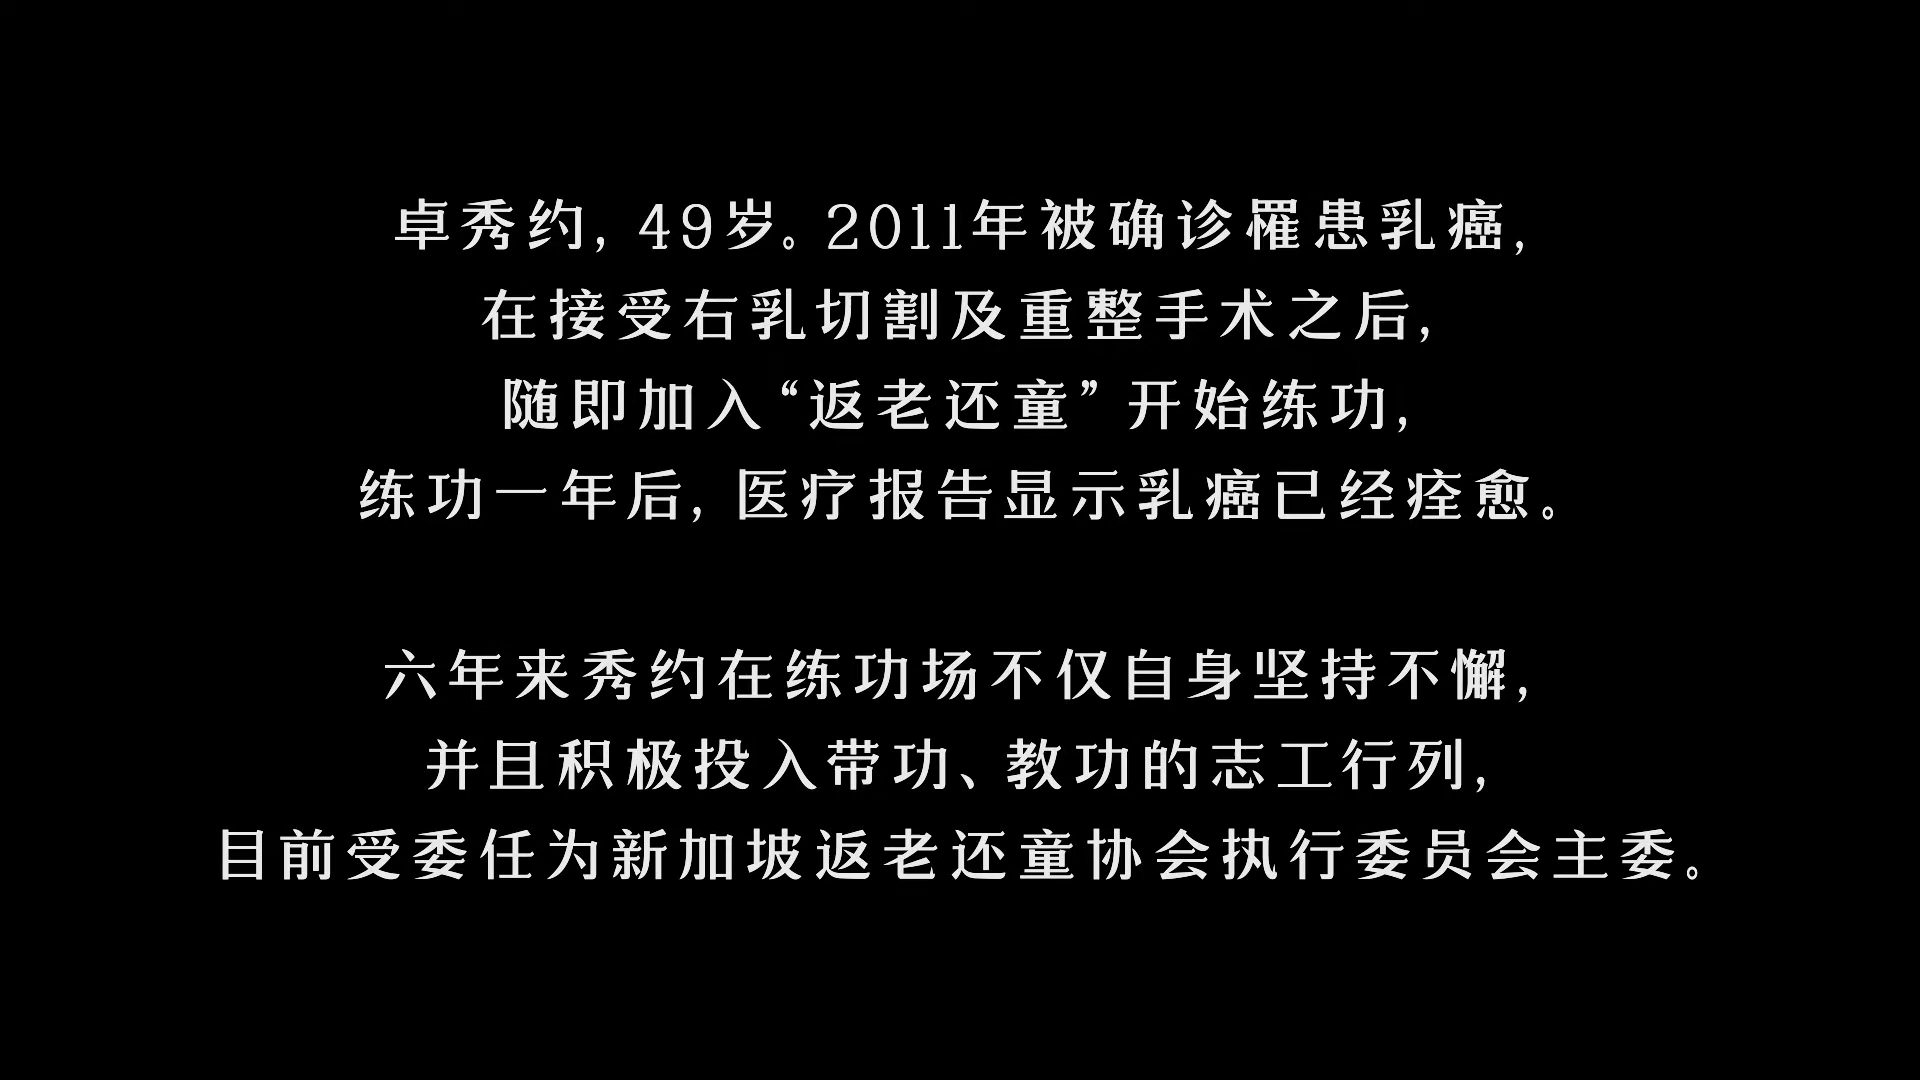 卓秀约，49岁。2011年被确诊罹患乳癌，
在接受右乳切割及重整手术之后，
随即加入“返老还童”开始练功，
练功一年后，医疗报告显示乳癌已经痊愈。
六年来秀约在练功场不仅自身坚持不懈，
并且积极投入带功、教功的志工行列，
目前受委任为新加坡返老还童协会执行委员会主委。